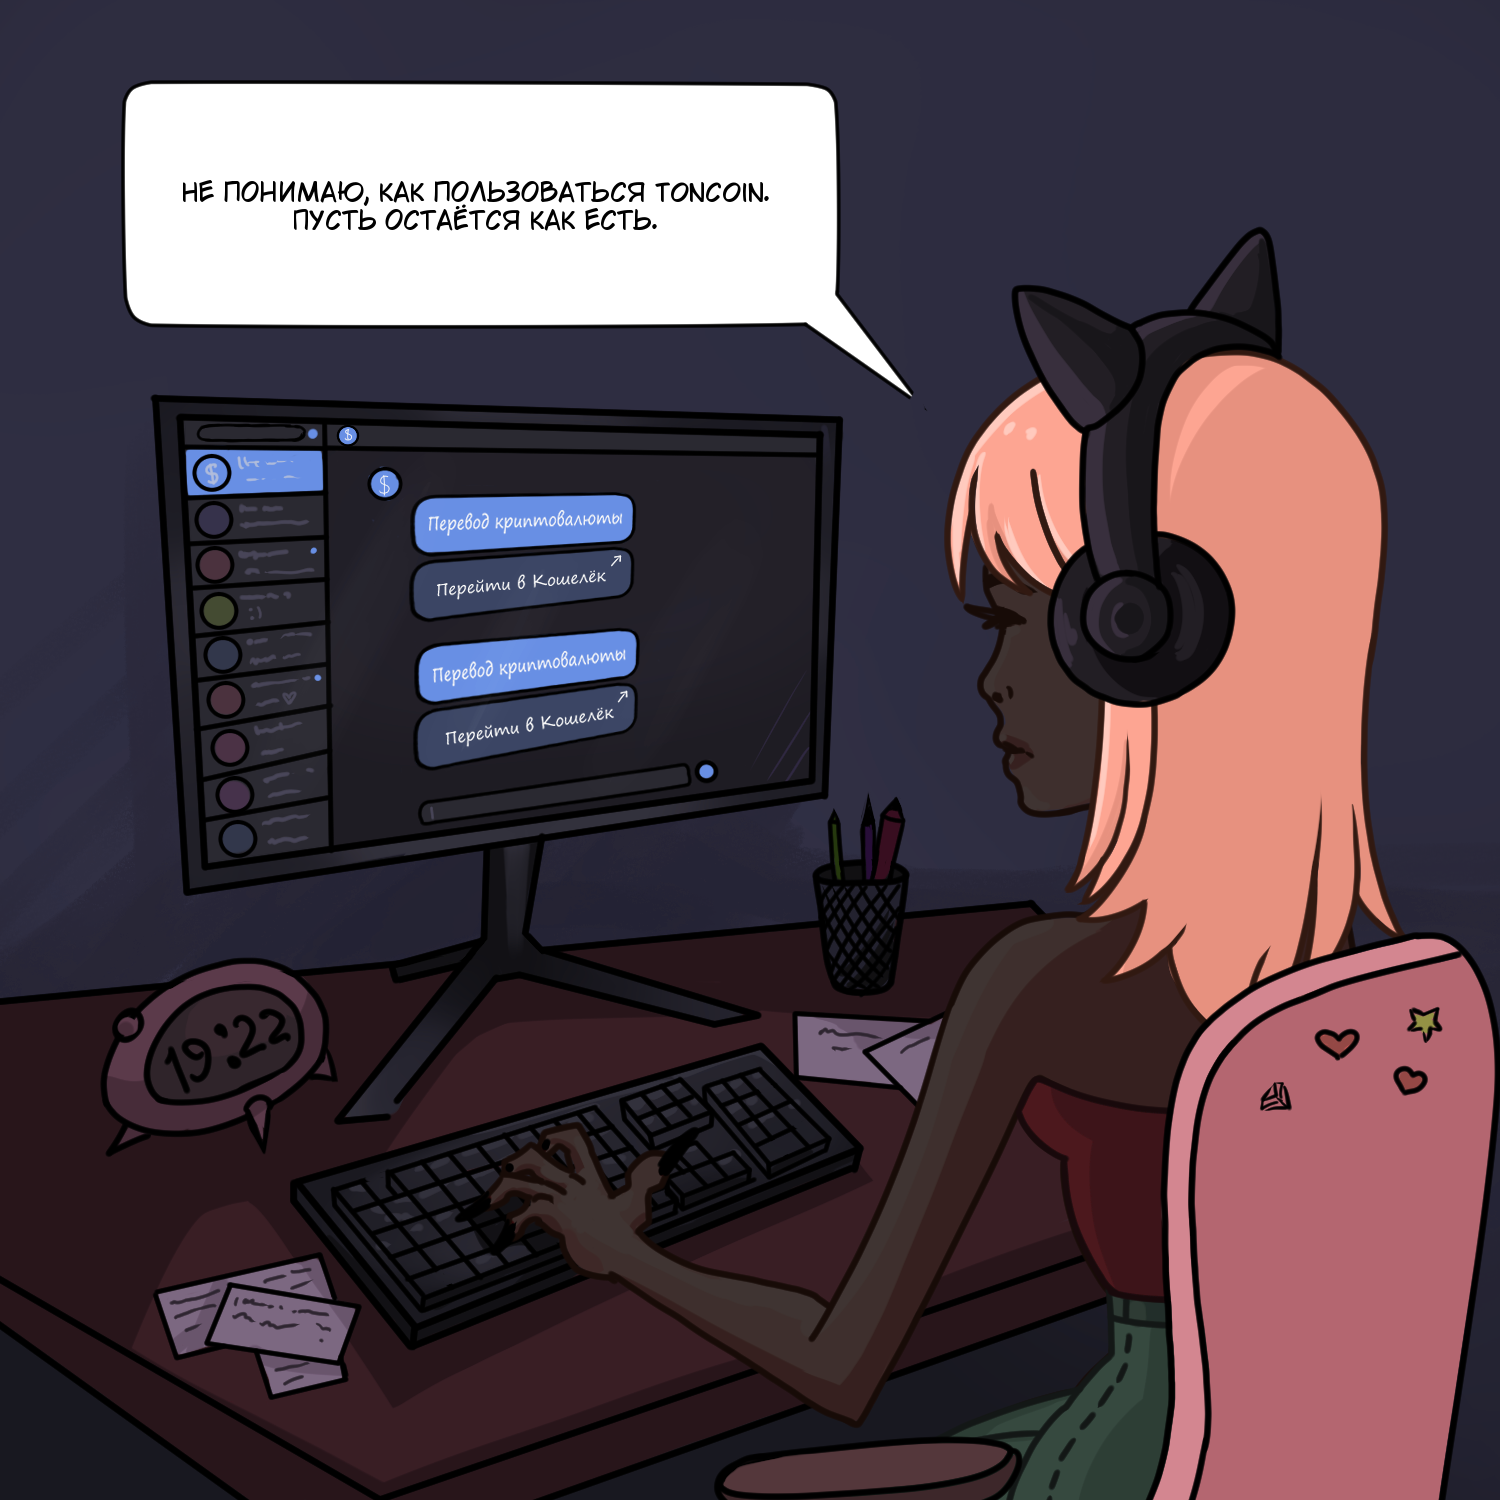 НЕ ПОНИМАЮ, КАК ПОЛЬЗОВАТЬСЯ TONCOIN.
ПУСТЬ ОСТАЁТСЯ КАК ЕСТЬ.
$
$
$
Перевод криптовалюты
Перейти в Кошелёк
:)
Перевод криптовалюты
Перейти в Кошелёк
19:22